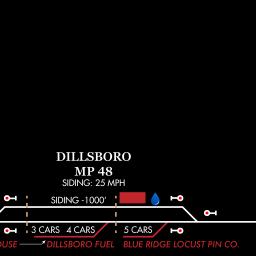 DILLSBORO
MP 48
SIDING: 25 MPH
SIDING -1000'
3 CARS 4 CARS 5 CARS
OUSE DILLSBORO FUEL BLUE RIDGE LOCUST PIN CO.